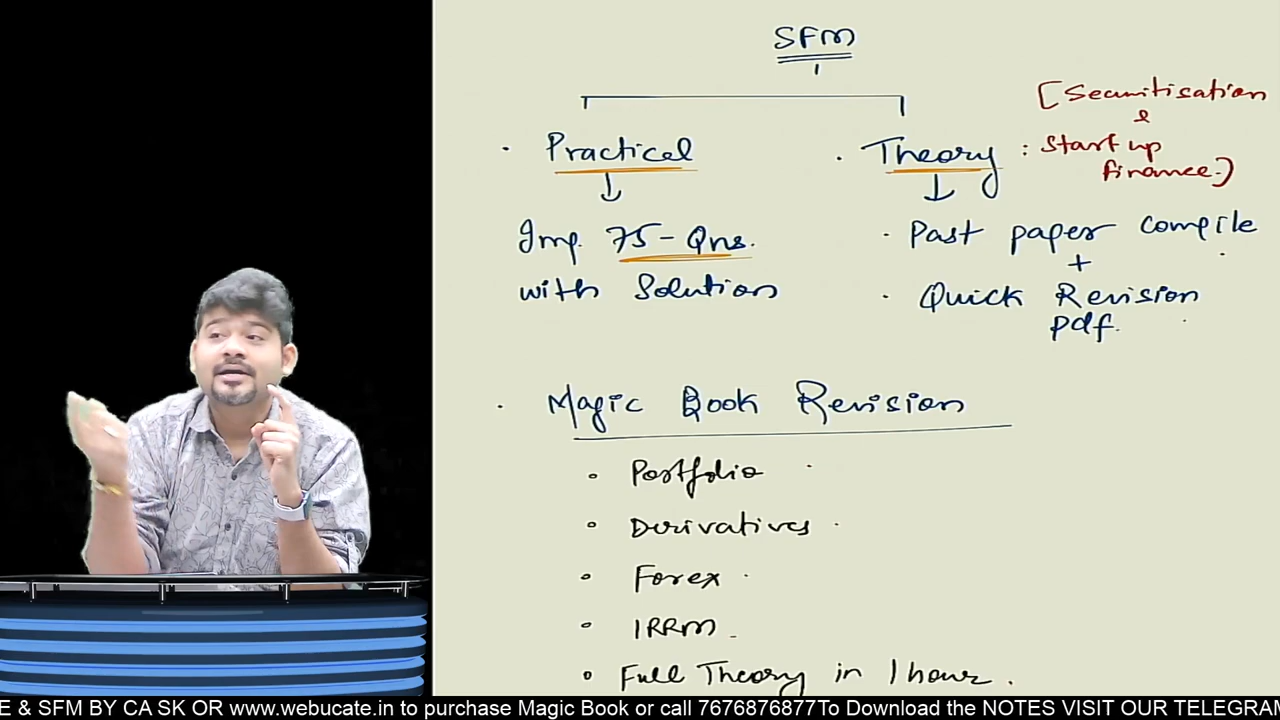 SFM
[Securitisation
&
• Practical
• Theory : Start up
finance.]
Imp. 75-Qns.
with Solution
• Past paper compile
+
• Quick Revision
pdf.
• Magic Book Revision
• Portfolio
• Derivatives
• Forex
• IRRM
• Full Theory in 1 hour.
E & SFM BY CA SK OR www.webucate.in to purchase Magic Book or call 7676876877To Download the NOTES VISIT OUR TELEGRAM